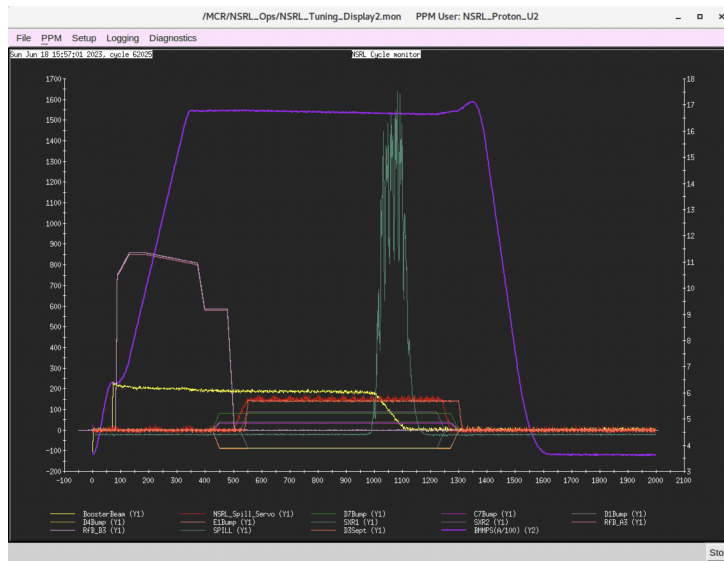 /MCR/NSRL_Ops/NSRL_Tuning_Display2.mon PPM User: NSRL_Proton_U2
File PPM Setup Logging Diagnostics
Sun Jun 18 15:57:01 2023, cycle 62025
NSRL Cycle monitor
1700 18
1600 17
1500 16
1400 15
1300 14
1200 13
1100 12
1000 11
900 10
800 9
700 8
600 7
500 6
400 5
300 4
200 3
100
0
-100
-200
-100 0 100 200 300 400 500 600 700 800 900 1000 1100 1200 1300 1400 1500 1600 1700 1800 1900 2000 2100
BoosterBeam (Y1) NSRL_Spill_Servo (Y1) D7Bump (Y1) C7Bump (Y1) D1Bump (Y1)
D4Bump (Y1) E1Bump (Y1) SXR1 (Y1) SXR2 (Y1) RFB_A3 (Y1)
RFB_B3 (Y1) SPILL (Y1) D3Sept (Y1) BMMPS(A/100) (Y2)
Sto